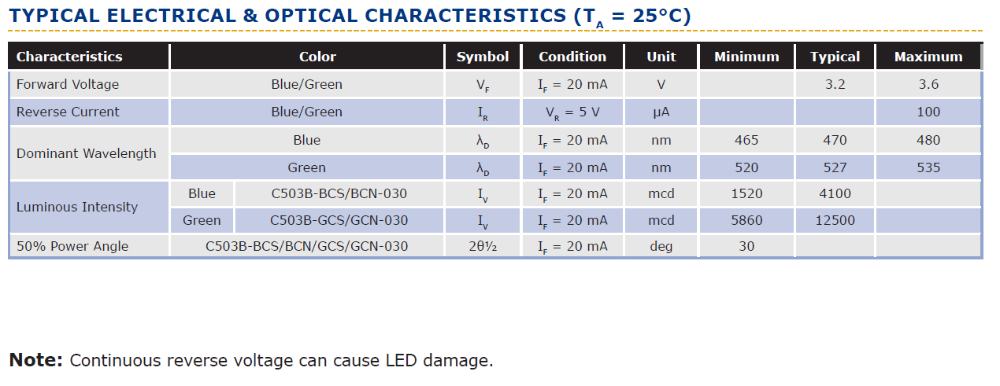 TYPICAL ELECTRICAL & OPTICAL CHARACTERISTICS (TA = 25°C)
Characteristics Color Symbol Condition Unit Minimum Typical Maximum
Forward Voltage Blue/Green VF IF = 20 mA V 3.2 3.6
Reverse Current Blue/Green IR VR = 5 V μA 100
Dominant Wavelength Blue λD IF = 20 mA nm 465 470 480
Green λD IF = 20 mA nm 520 527 535
Luminous Intensity Blue C503B-BCS/BCN-030 IV IF = 20 mA mcd 1520 4100
Green C503B-GCS/GCN-030 IV IF = 20 mA mcd 5860 12500
50% Power Angle C503B-BCS/BCN/GCS/GCN-030 2θ½ IF = 20 mA deg 30
Note: Continuous reverse voltage can cause LED damage.